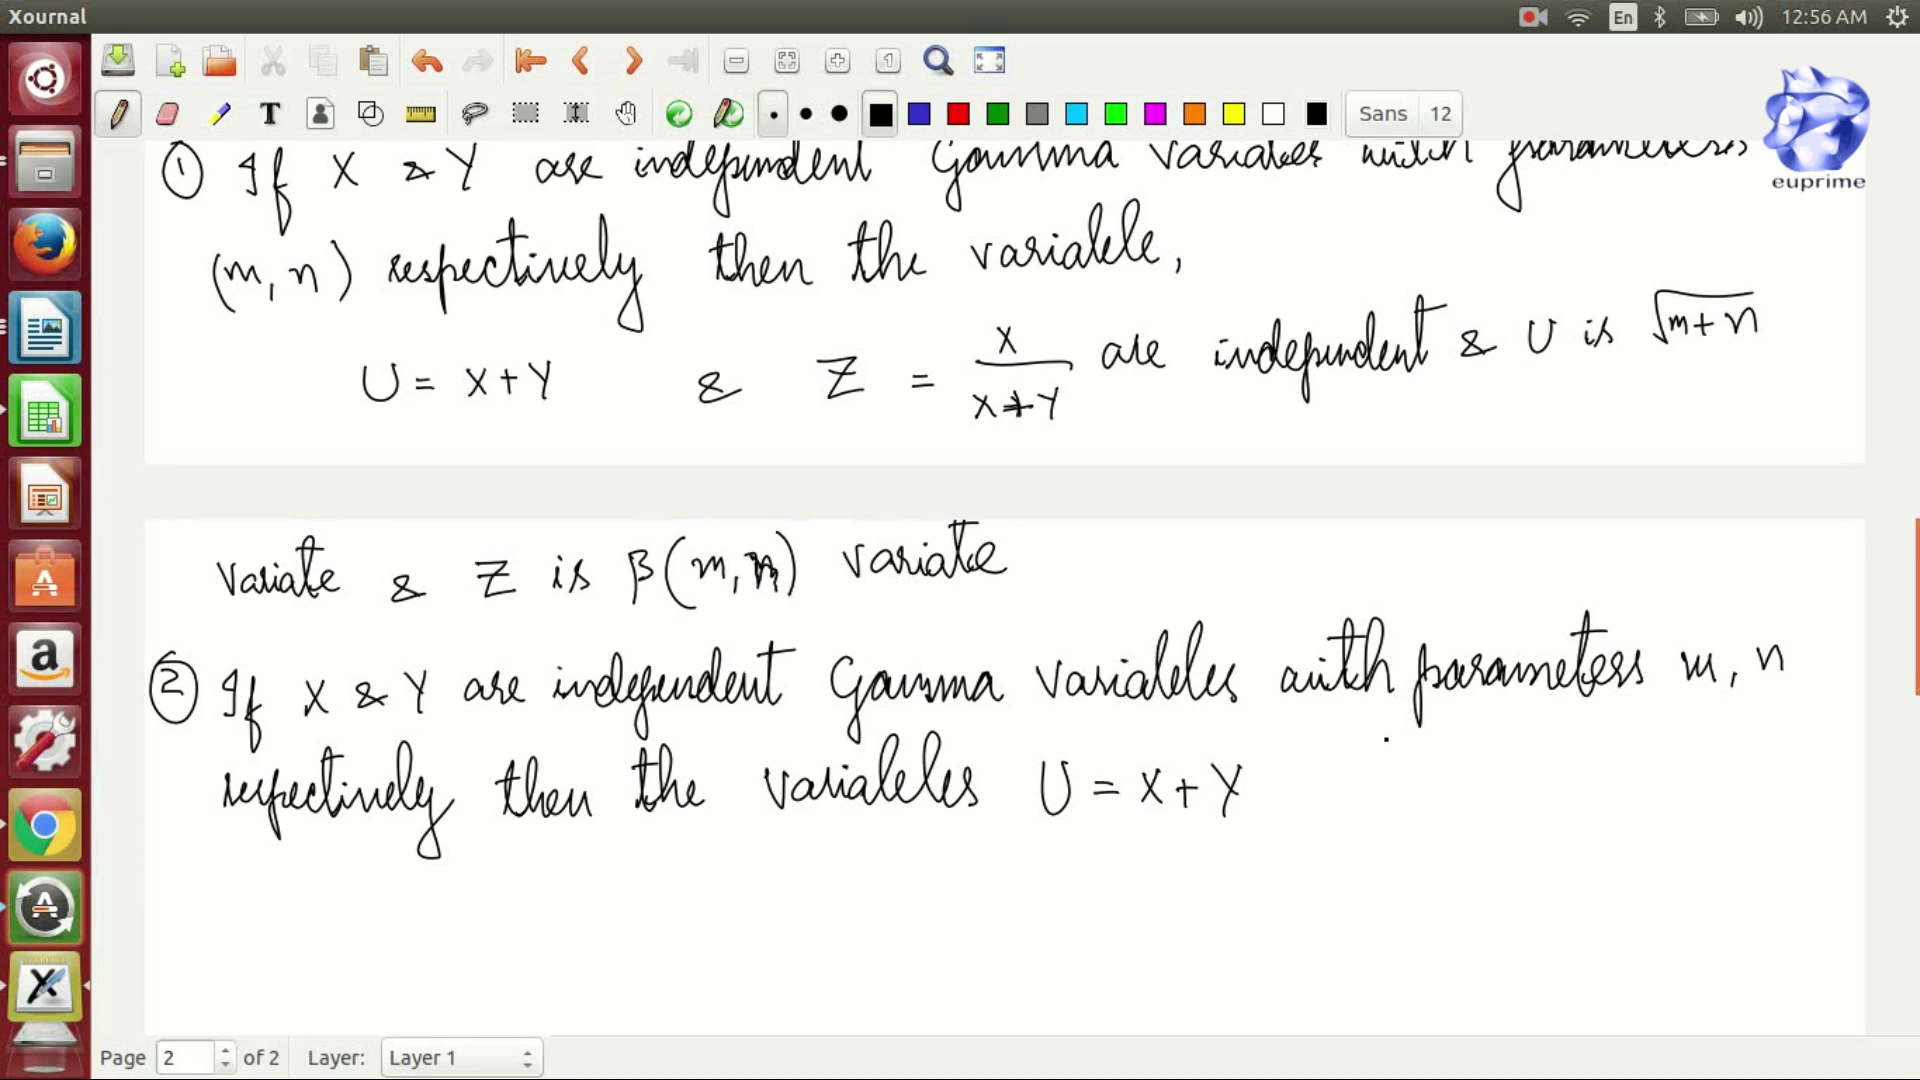 Xournal
En
12:56 AM
Sans 12
euprime
① If X & Y are independent Gamma variables with parameters
(m, n) respectively then the variable,
U = X+Y & Z = X/(X+Y) are independent & U is √m+n
variate & Z is β(m,n) variate
② If X & Y are independent Gamma variables with parameters m, n
respectively then the variables U = X+Y
Page 2 of 2 Layer: Layer 1